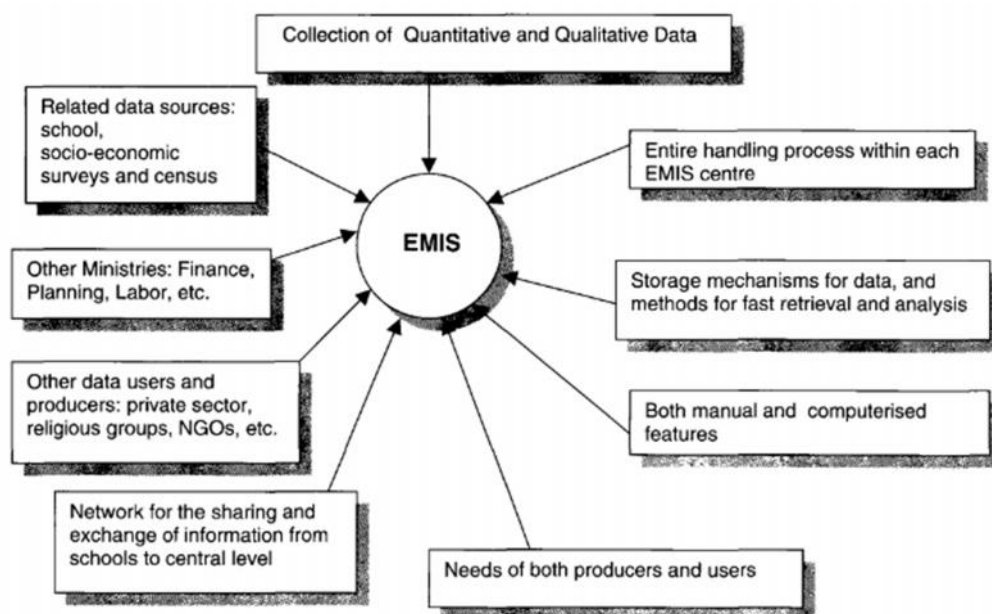 Collection of Quantitative and Qualitative Data
Related data sources:
school,
socio-economic
surveys and census
Entire handling process within each
EMIS centre
EMIS
Other Ministries: Finance,
Planning, Labor, etc.
Storage mechanisms for data, and
methods for fast retrieval and analysis
Other data users and
producers: private sector,
religious groups, NGOs, etc.
Both manual and computerised
features
Network for the sharing and
exchange of information from
schools to central level
Needs of both producers and users